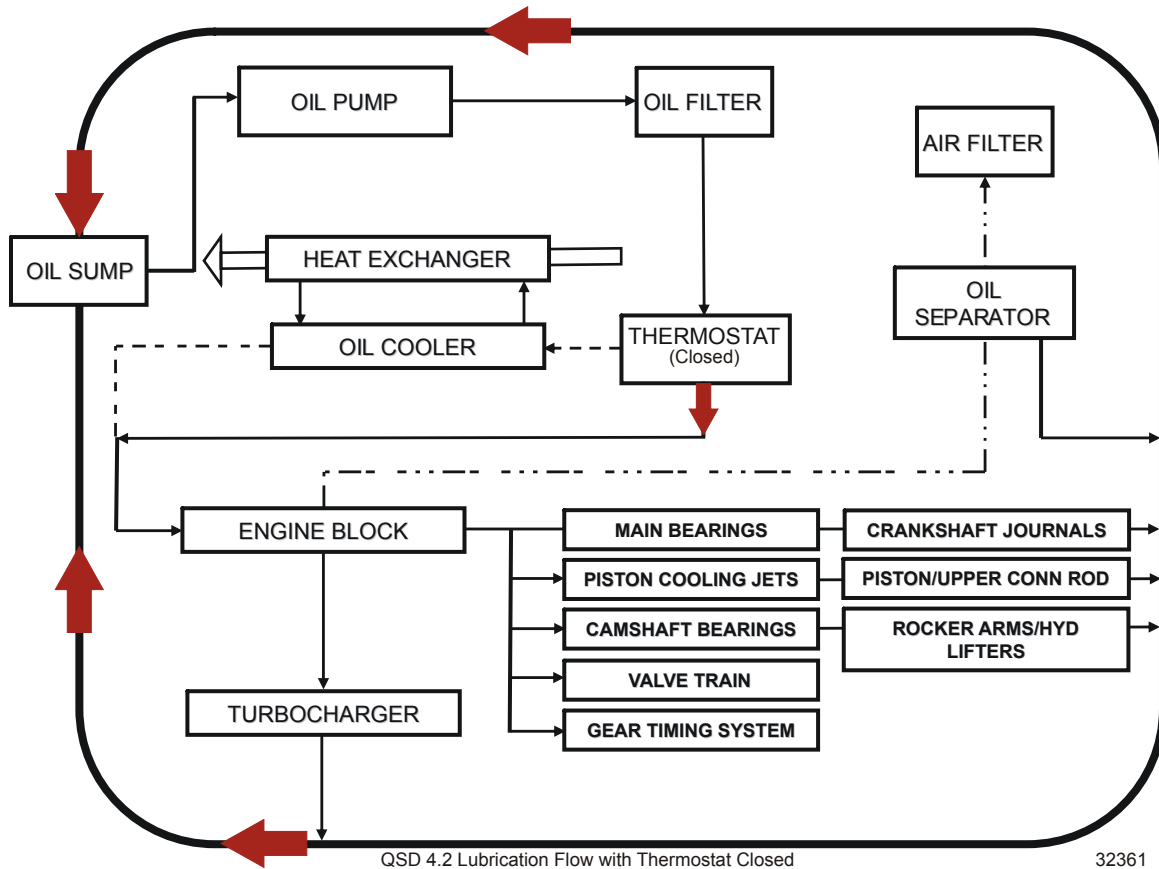 OIL PUMP
OIL FILTER
AIR FILTER
OIL SUMP
HEAT EXCHANGER
OIL
SEPARATOR
OIL COOLER
THERMOSTAT
(Closed)
ENGINE BLOCK
MAIN BEARINGS
CRANKSHAFT JOURNALS
PISTON COOLING JETS
PISTON/UPPER CONN ROD
CAMSHAFT BEARINGS
ROCKER ARMS/HYD
LIFTERS
VALVE TRAIN
TURBOCHARGER
GEAR TIMING SYSTEM
QSD 4.2 Lubrication Flow with Thermostat Closed
32361